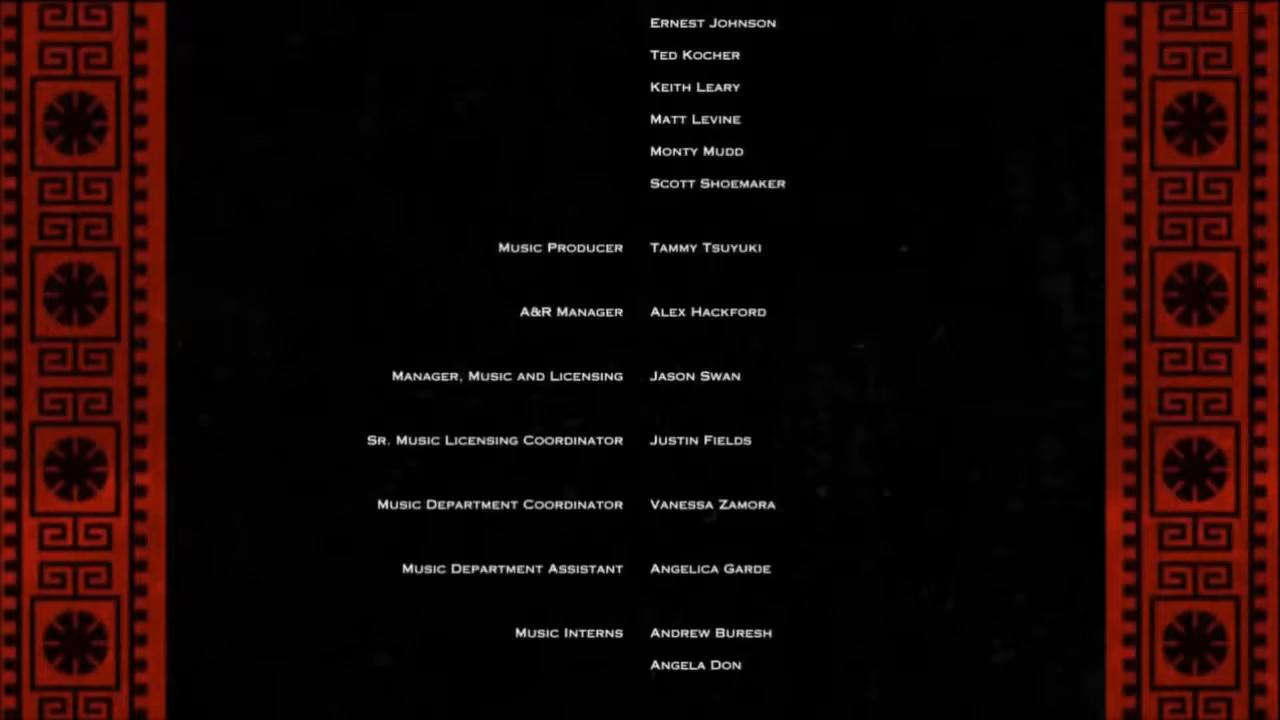 Ernest Johnson
Ted Kocher
Keith Leary
Matt Levine
Monty Mudd
Scott Shoemaker
Music Producer Tammy Tsuyuki
A&R Manager Alex Hackford
Manager, Music and Licensing Jason Swan
Sr. Music Licensing Coordinator Justin Fields
Music Department Coordinator Vanessa Zamora
Music Department Assistant Angelica Garde
Music Interns Andrew Buresh
Angela Don